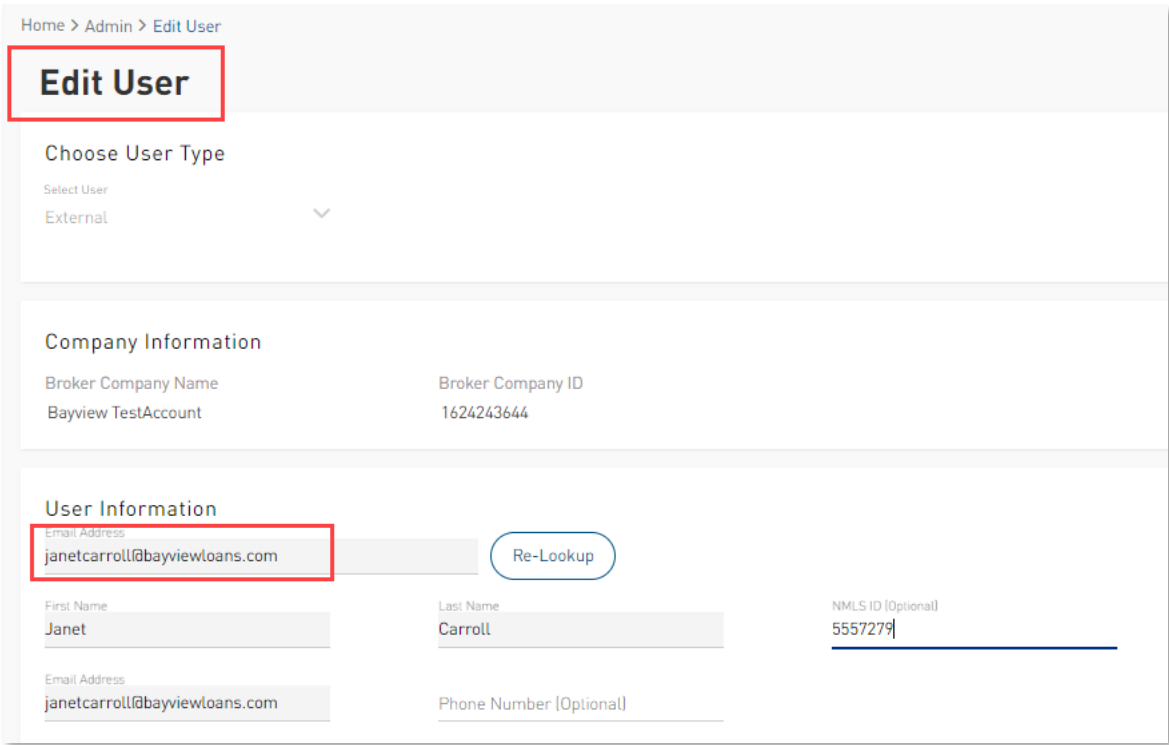 Home > Admin > Edit User
Edit User
Choose User Type
Select User
External
Company Information
Broker Company Name Broker Company ID
Bayview TestAccount 1624243644
User Information
Email Address
janetcarroll@bayviewloans.com Re-Lookup
First Name Last Name NMLS ID (Optional)
Janet Carroll 5557279
Email Address
janetcarroll@bayviewloans.com Phone Number (Optional)